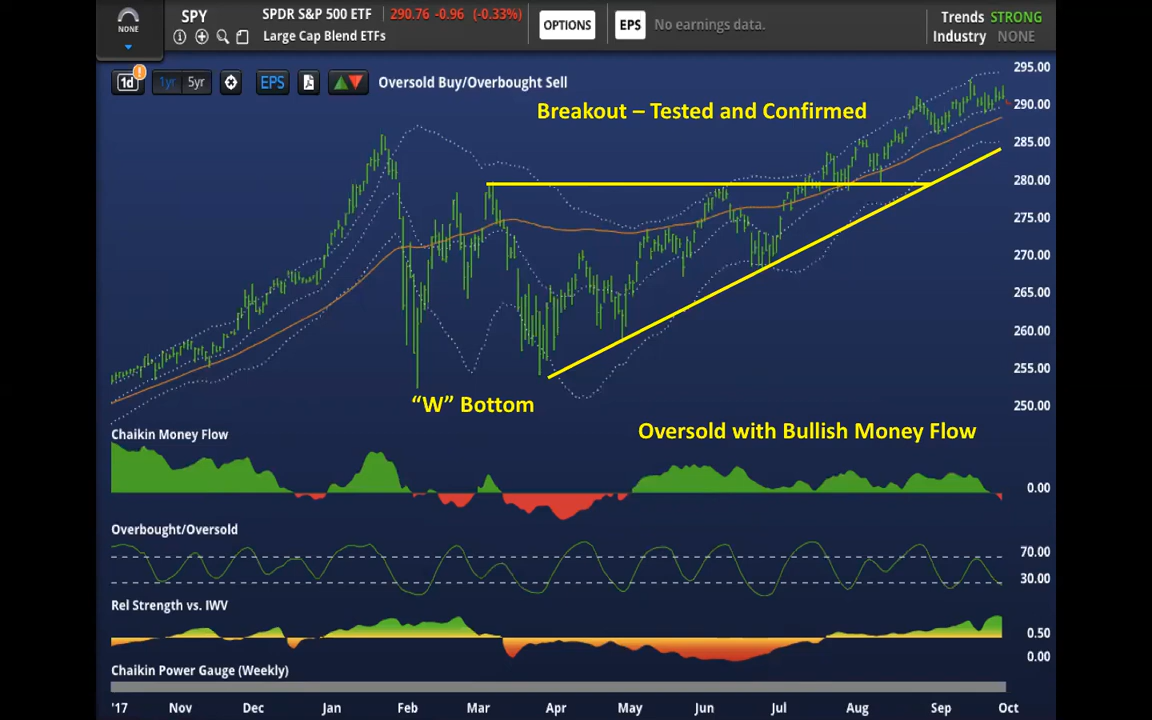 NONE
SPY
SPDR S&P 500 ETF
290.76 -0.96 (-0.33%)
Large Cap Blend ETFs
OPTIONS
EPS
No earnings data.
Trends STRONG
Industry NONE
1d
!
1yr
5yr
EPS
Oversold Buy/Overbought Sell
Breakout – Tested and Confirmed
295.00
290.00
285.00
280.00
275.00
270.00
265.00
260.00
255.00
250.00
“W” Bottom
Oversold with Bullish Money Flow
Chaikin Money Flow
0.00
Overbought/Oversold
70.00
30.00
Rel Strength vs. IWV
0.50
0.00
Chaikin Power Gauge (Weekly)
'17 Nov Dec Jan Feb Mar Apr May Jun Jul Aug Sep Oct